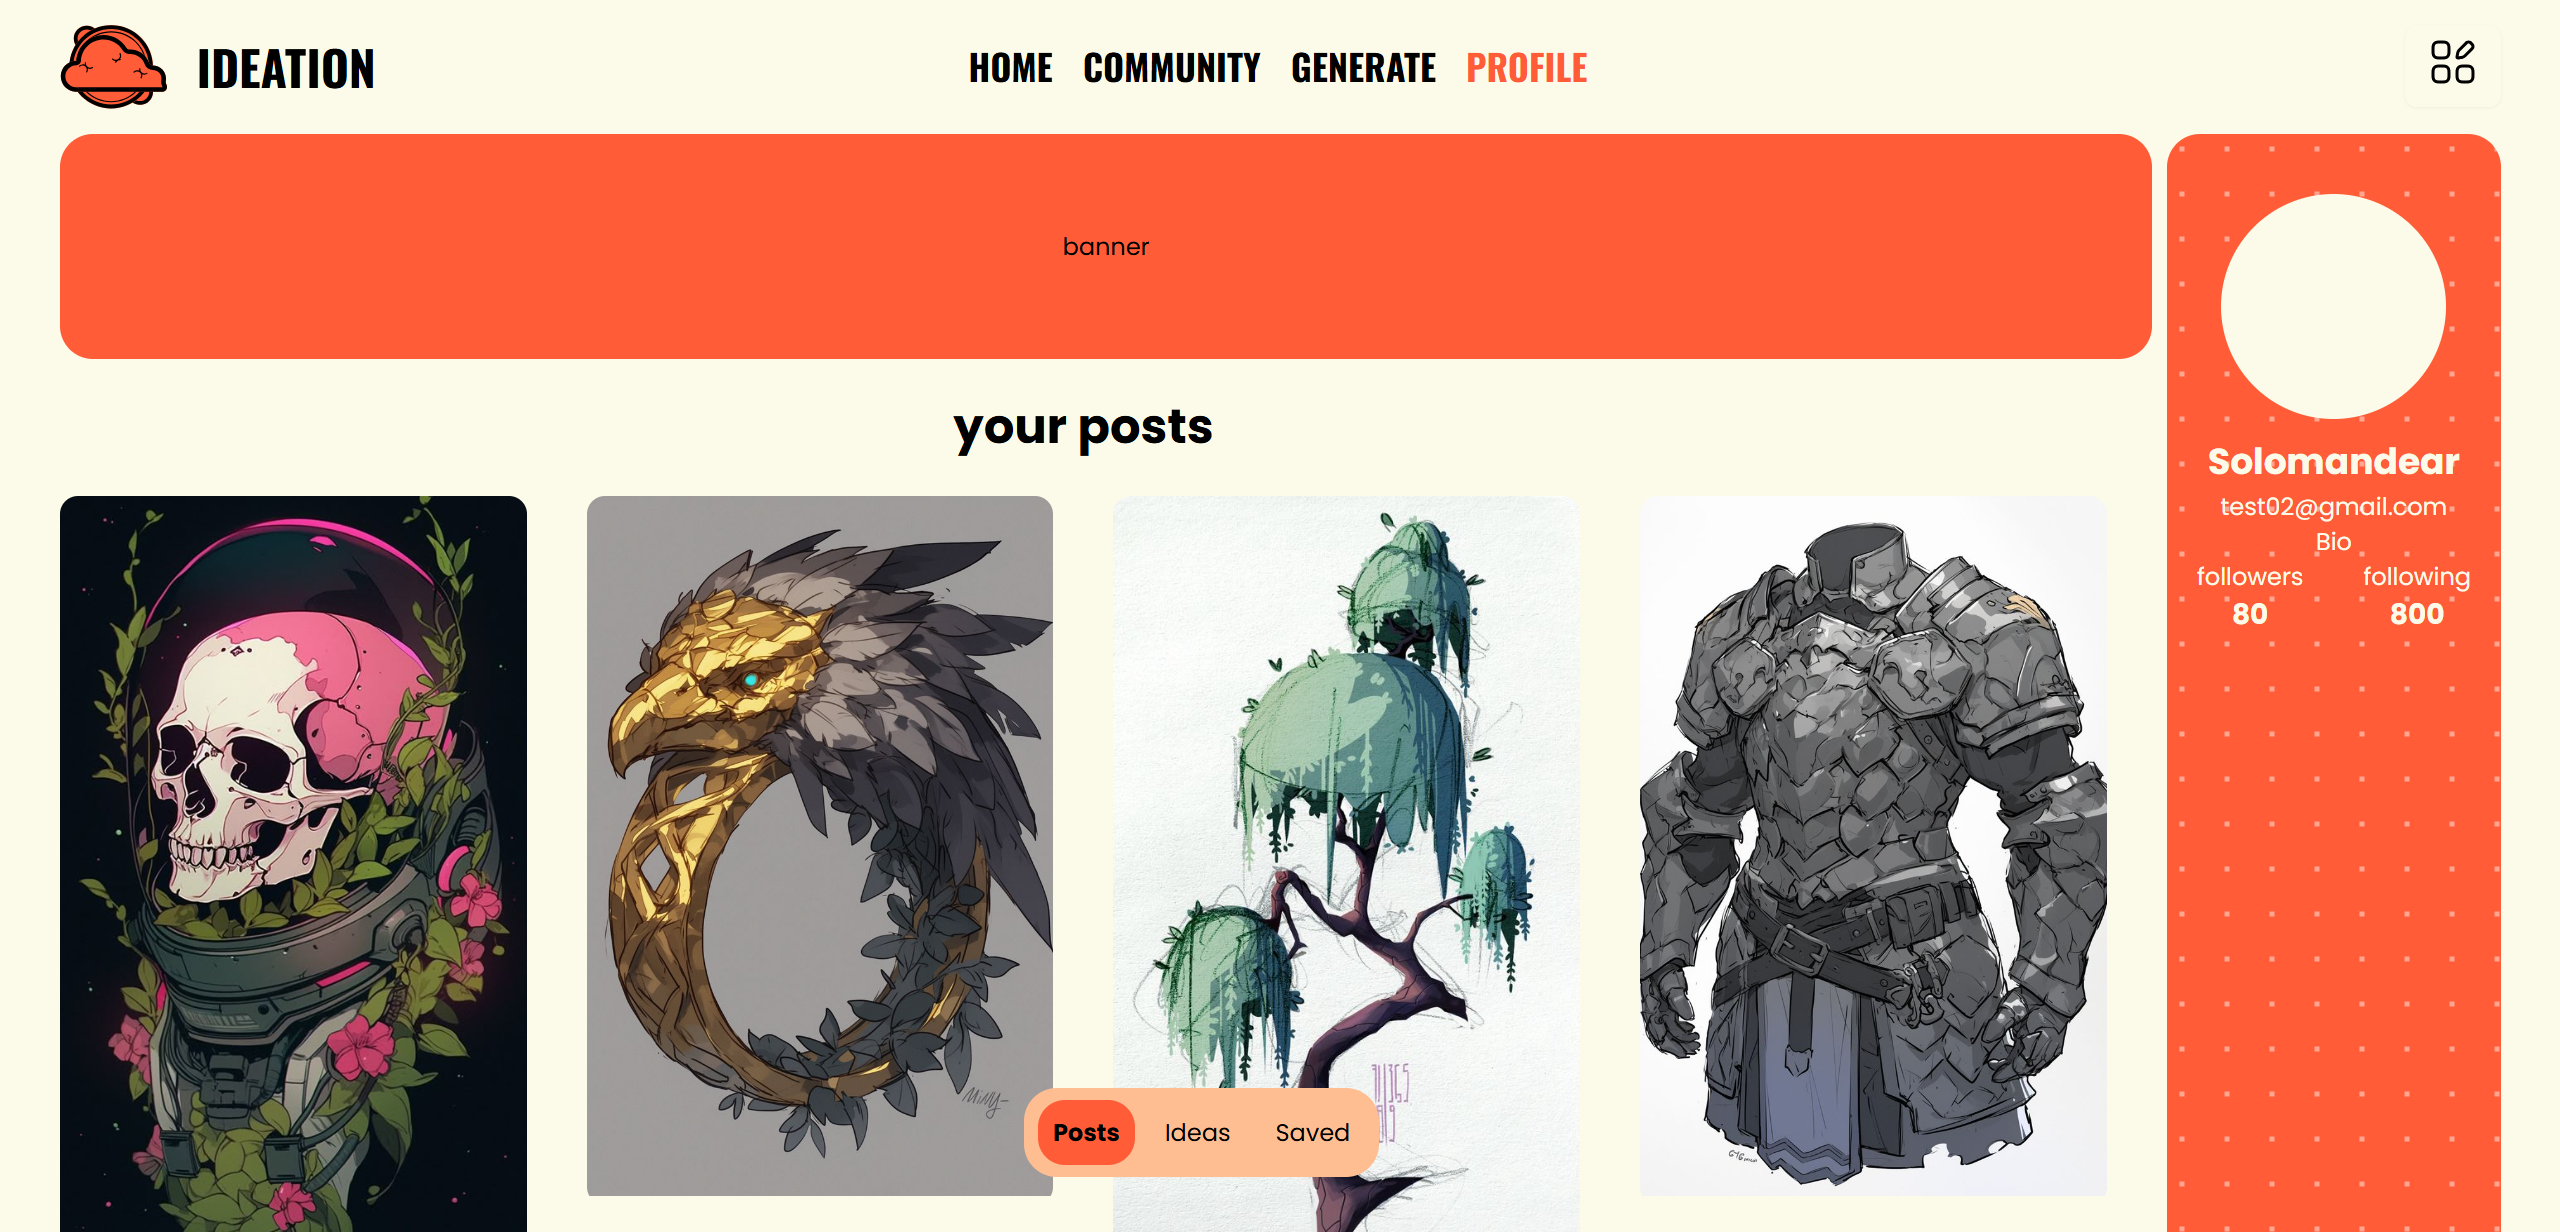 IDEATION
HOME COMMUNITY GENERATE PROFILE
banner
your posts
Solomandear
test02@gmail.com
Bio
followers following
80 800
Posts Ideas Saved